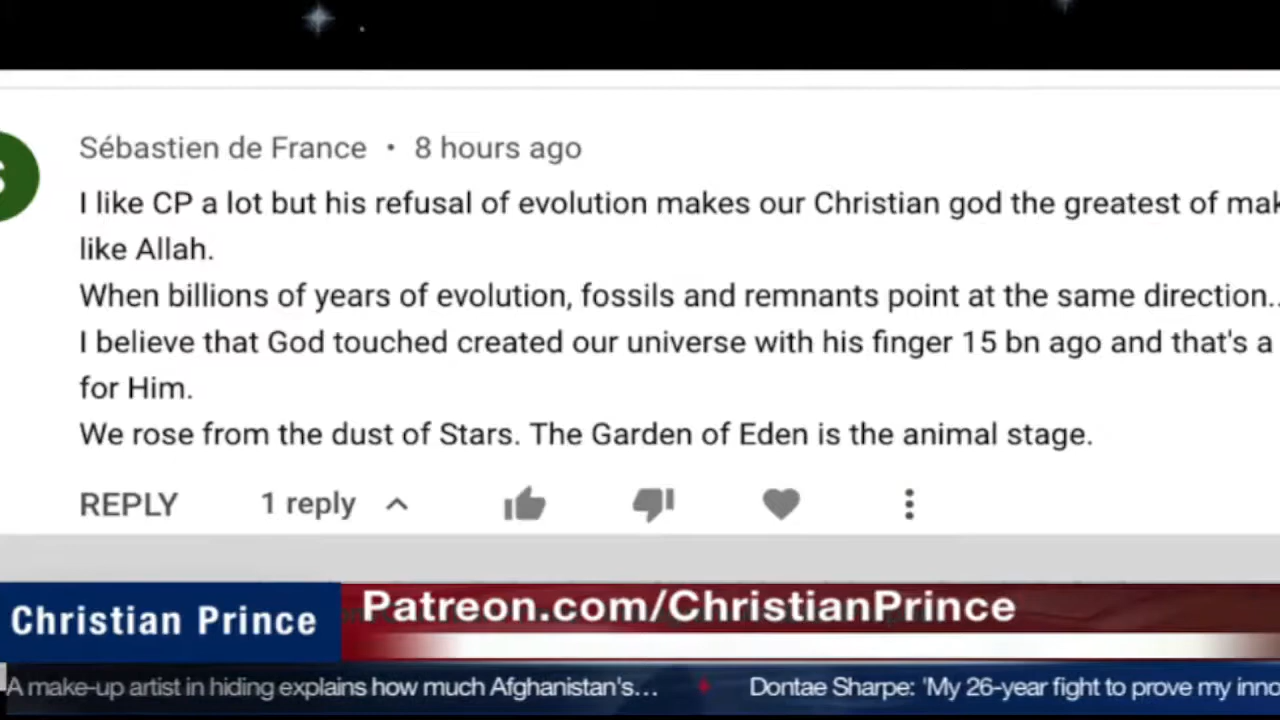 Sébastien de France • 8 hours ago
I like CP a lot but his refusal of evolution makes our Christian god the greatest of
like Allah.
When billions of years of evolution, fossils and remnants point at the same direction..
I believe that God touched created our universe with his finger 15 bn ago and that's a
for Him.
We rose from the dust of Stars. The Garden of Eden is the animal stage.
REPLY 1 reply
Christian Prince
Patreon.com/ChristianPrince
A make-up artist in hiding explains how much Afghanistan's... Dontae Sharpe: 'My 26-year fight to prove my